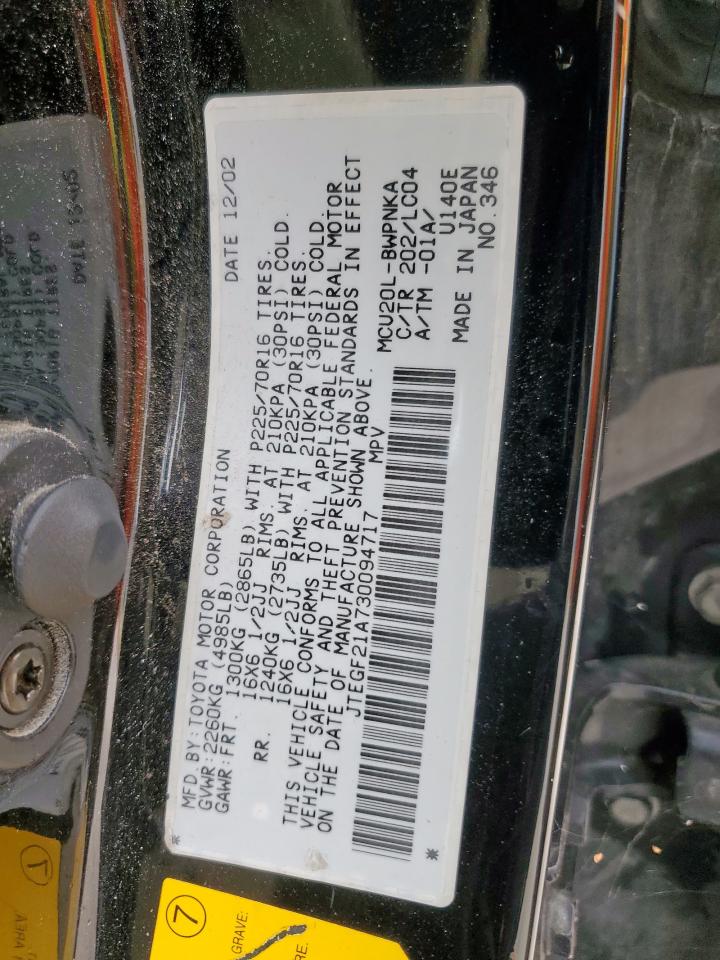 MFD BY:TOYOTA MOTOR CORPORATION DATE 12/02
GVWR:2260KG (4985LB)
GAWR:FRT. 1300KG (2865LB) WITH P225/70R16 TIRES.
16X6 1/2JJ RIMS. AT 210KPA (30PSI) COLD.
RR. 1240KG (2735LB) WITH P225/70R16 TIRES.
16X6 1/2JJ RIMS. AT 210KPA (30PSI) COLD.
THIS VEHICLE CONFORMS TO ALL APPLICABLE FEDERAL MOTOR
VEHICLE SAFETY AND THEFT PREVENTION STANDARDS IN EFFECT
ON THE DATE OF MANUFACTURE SHOWN ABOVE.
JTEGF21A730094717 MPV
MCU20L-BWPNKA
C/TR 202/LC04
A/TM -01A/
U140E
MADE IN JAPAN
NO.346
7
GRAVE:
RE.